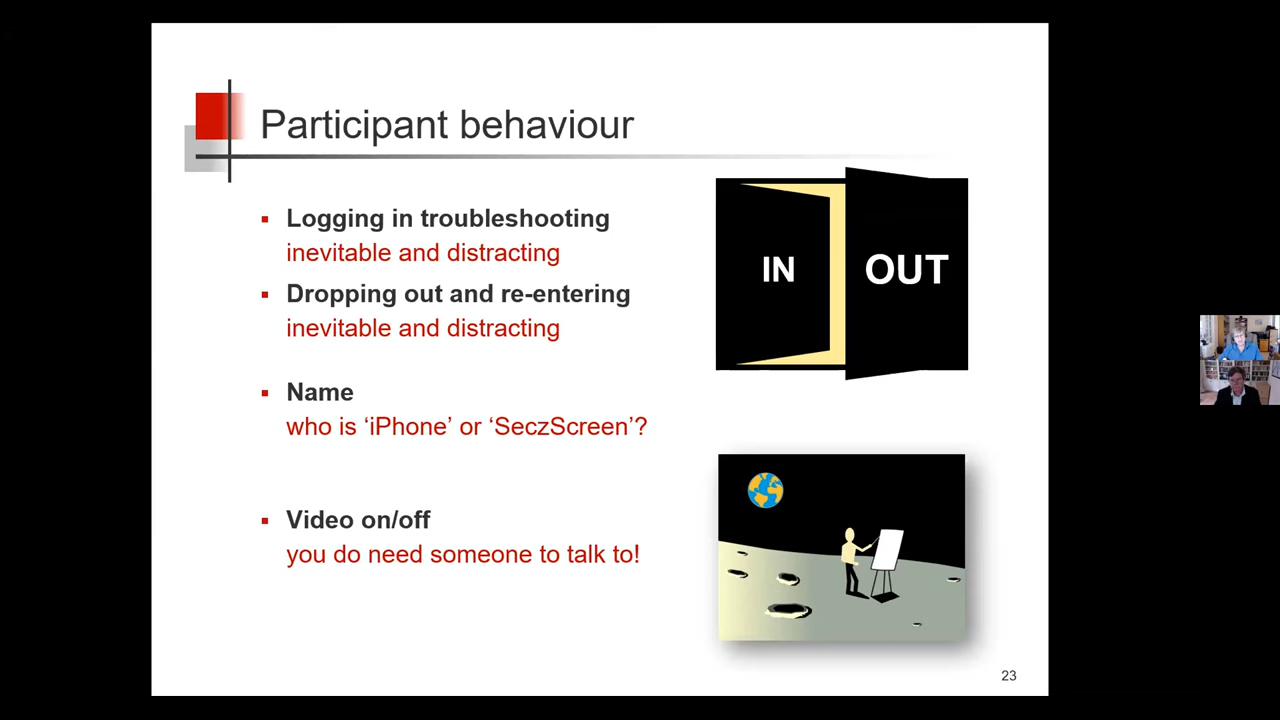 Participant behaviour
Logging in troubleshooting
inevitable and distracting
Dropping out and re-entering
inevitable and distracting
Name
who is ‘iPhone’ or ‘SeczScreen’?
Video on/off
you do need someone to talk to!
IN
OUT
23